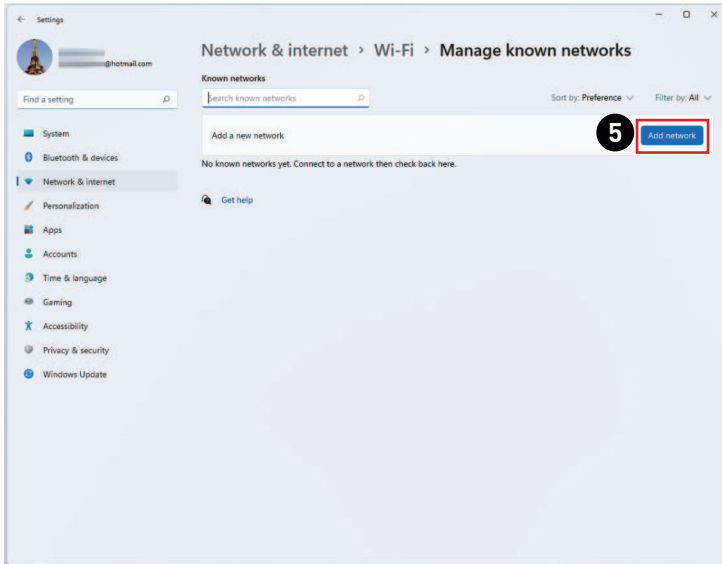 Settings
@hotmail.com
Network & internet > Wi-Fi > Manage known networks
Known networks
Find a setting
Search known networks
Sort by: Preference
Filter by: All
Add a new network
5
Add network
No known networks yet. Connect to a network then check back here.
Get help
System
Bluetooth & devices
Network & internet
Personalization
Apps
Accounts
Time & language
Gaming
Accessibility
Privacy & security
Windows Update